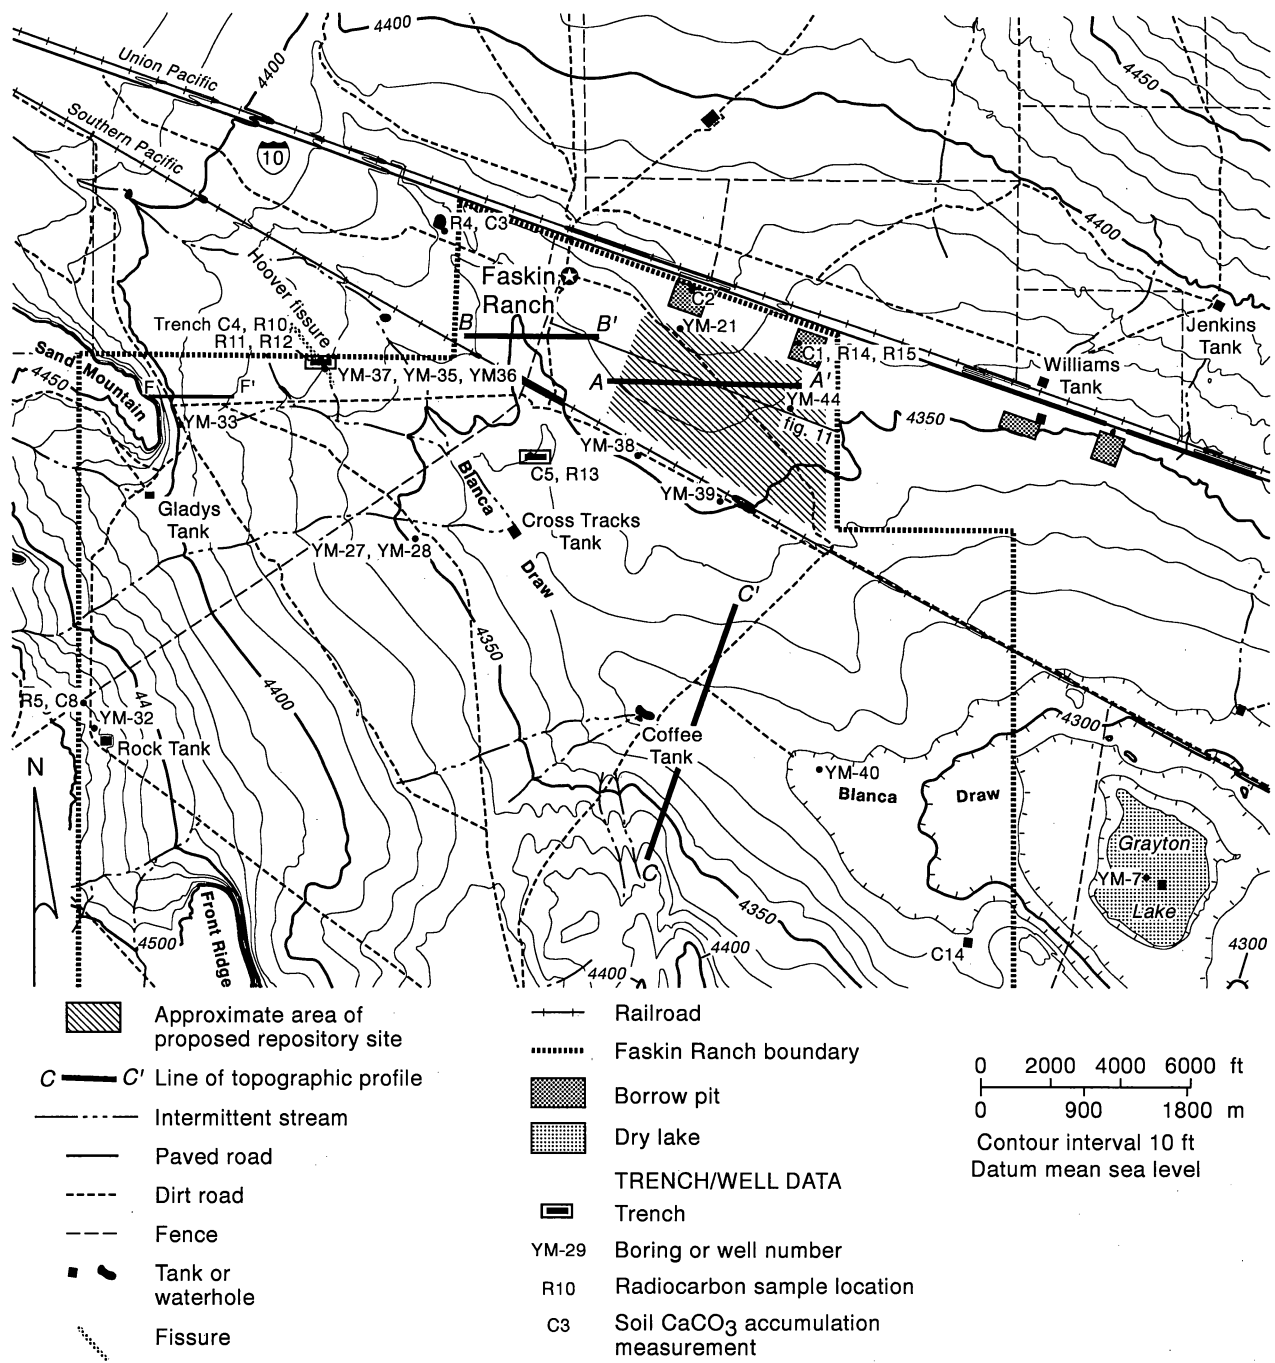 4400
Union Pacific
4400
4450
Southern Pacific
10
R4, C3
4400
Hoover fissure
Faskin
Ranch
C2
YM-21
Jenkins
Tank
Trench C4, R10,
R11, R12
B
B'
C1, R14, R15
Williams
Tank
Sand Mountain
4450
F
F'
YM-37, YM-35, YM36
A
A'
YM-44
fig. 11
4350
YM-33
YM-38
C5, R13
Blanca
YM-39
Gladys
Tank
Cross Tracks
Tank
YM-27, YM-28
Draw
C'
4350
4400
R5, C8
44
YM-32
Rock Tank
Coffee
Tank
4300
N
YM-40
Blanca
Draw
Grayton
YM-7
Lake
C
4350
4500
Front Ridge
4400
4400
C14
4300
Approximate area of
proposed repository site
C C' Line of topographic profile
Intermittent stream
Paved road
Dirt road
Fence
Tank or
waterhole
Fissure
Railroad
Faskin Ranch boundary
Borrow pit
Dry lake
TRENCH/WELL DATA
Trench
YM-29 Boring or well number
R10 Radiocarbon sample location
C3 Soil CaCO3 accumulation
measurement
0 2000 4000 6000 ft
0 900 1800 m
Contour interval 10 ft
Datum mean sea level